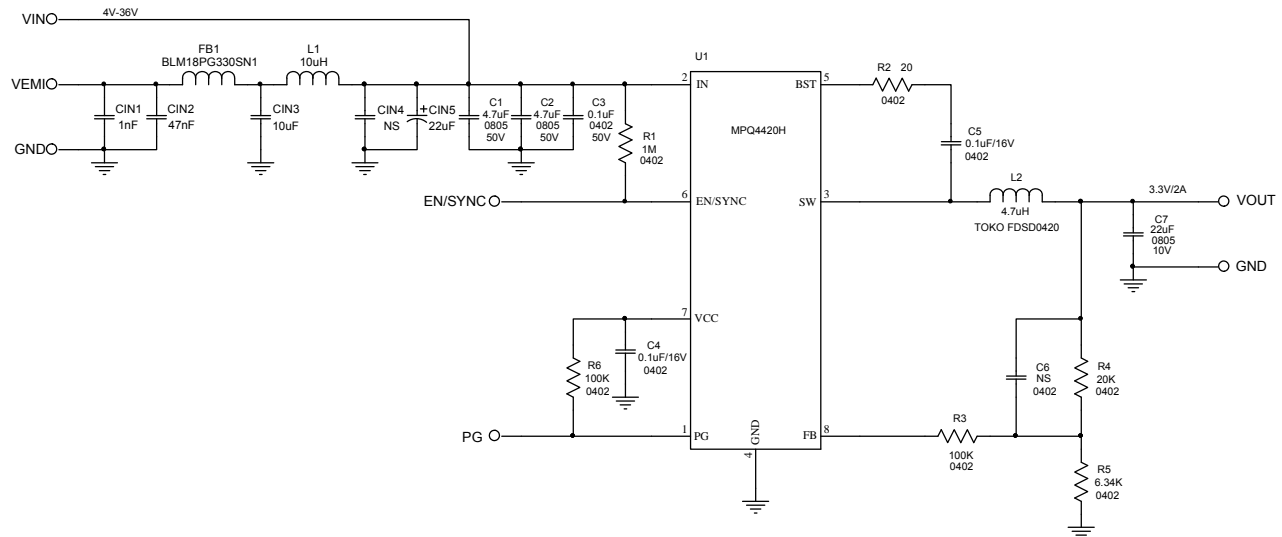 VIN
4V-36V
FB1
BLM18PG330SN1
L1
10uH
VEMI
GND
CIN1
1nF
CIN2
47nF
CIN3
10uF
CIN4
NS
+
CIN5
22uF
C1
4.7uF
0805
50V
C2
4.7uF
0805
50V
C3
0.1uF
0402
50V
R1
1M
0402
EN/SYNC
U1
MPQ4420H
2
IN
6
EN/SYNC
7
VCC
1
PG
4
GND
5
BST
3
SW
8
FB
R2 20
0402
C5
0.1uF/16V
0402
L2
4.7uH
TOKO FDSD0420
3.3V/2A
VOUT
C7
22uF
0805
10V
GND
R6
100K
0402
C4
0.1uF/16V
0402
PG
C6
NS
0402
R4
20K
0402
R3
100K
0402
R5
6.34K
0402